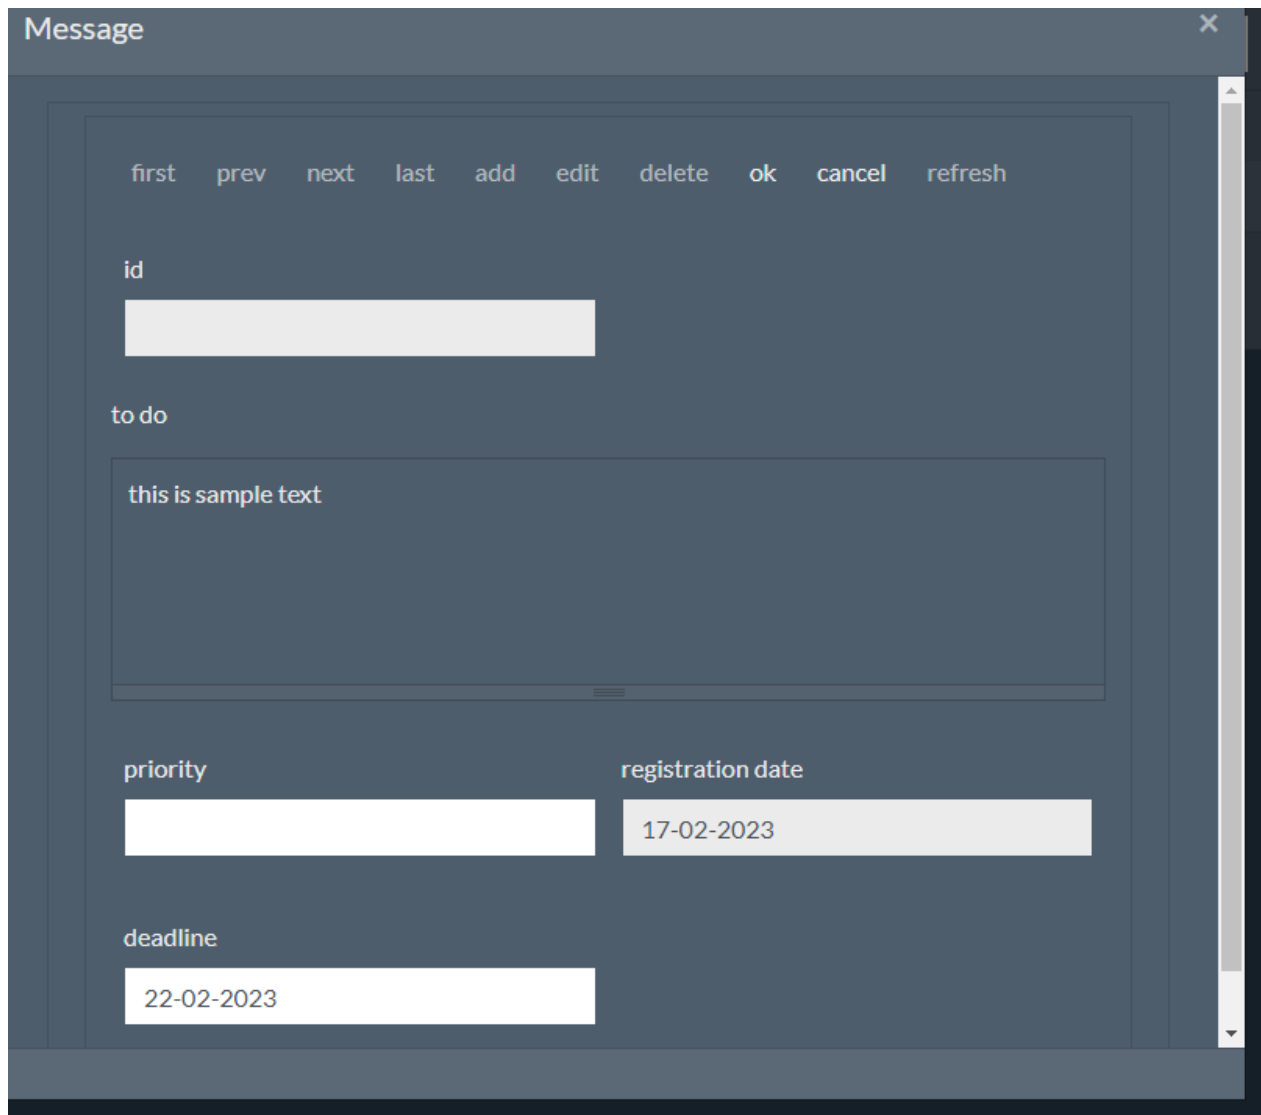 Message
first prev next last add edit delete ok cancel refresh
id
to do
this is sample text
priority registration date
17-02-2023
deadline
22-02-2023